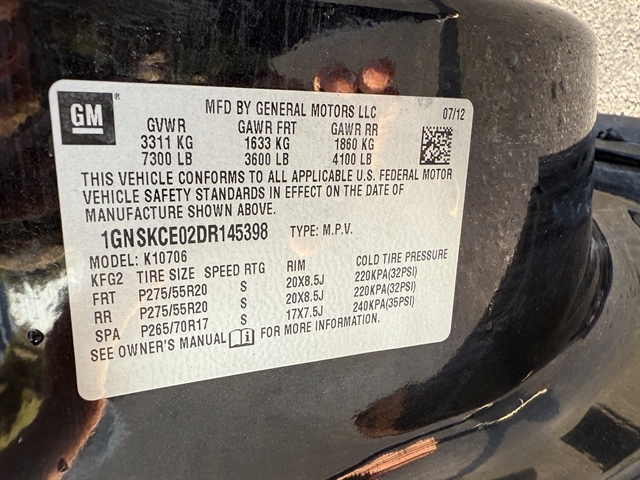 GM
MFD BY GENERAL MOTORS LLC 07/12
GVWR GAWR FRT GAWR RR
3311 KG 1633 KG 1860 KG
7300 LB 3600 LB 4100 LB
THIS VEHICLE CONFORMS TO ALL APPLICABLE U.S. FEDERAL MOTOR
VEHICLE SAFETY STANDARDS IN EFFECT ON THE DATE OF
MANUFACTURE SHOWN ABOVE.
1GNSKCE02DR145398 TYPE: M.P.V.
MODEL: K10706
KFG2 TIRE SIZE SPEED RTG RIM COLD TIRE PRESSURE
FRT P275/55R20 S 20X8.5J 220KPA(32PSI)
RR P275/55R20 S 20X8.5J 220KPA(32PSI)
SPA P265/70R17 S 17X7.5J 240KPA(35PSI)
SEE OWNER'S MANUAL FOR MORE INFORMATION.